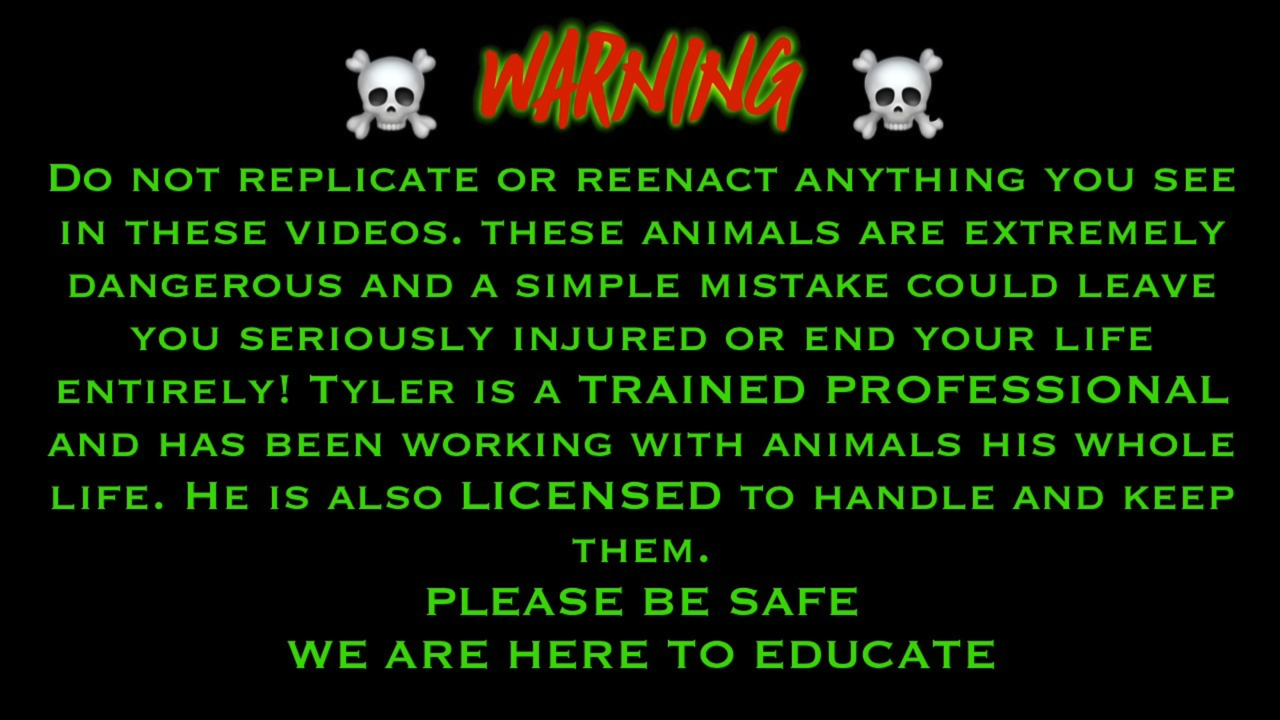 WARNING
Do not replicate or reenact anything you see
in these videos. these animals are extremely
dangerous and a simple mistake could leave
you seriously injured or end your life
entirely! Tyler is a TRAINED PROFESSIONAL
and has been working with animals his whole
life. He is also LICENSED to handle and keep
them.
PLEASE BE SAFE
WE ARE HERE TO EDUCATE